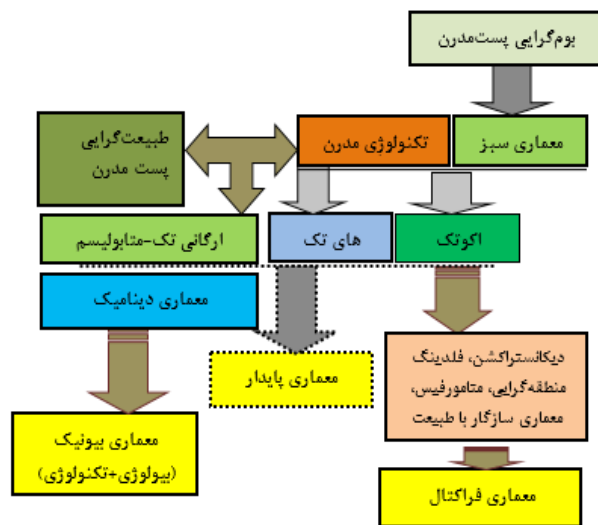 بوم‌گرایی پست‌مدرن
معماری سبز
تکنولوژی مدرن
طبیعت‌گرایی
پست مدرن
اکوتک
های تک
ارگانی تک-متابولیسم
معماری دینامیک
دیکانستراکشن، فلدینگ
منطقه‌گرایی، متامورفیس،
معماری سازگار با طبیعت
معماری پایدار
معماری بیونیک
(بیولوژی+تکنولوژی)
معماری فراکتال